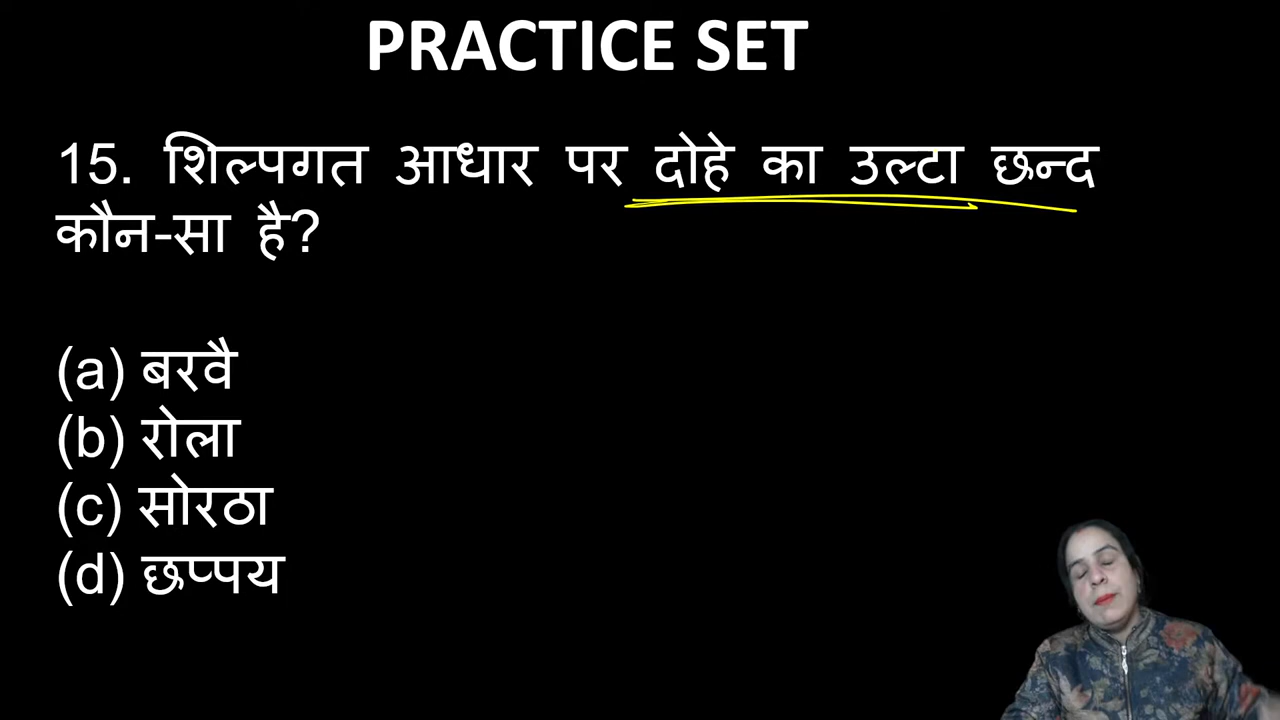 PRACTICE SET
15. शिल्पगत आधार पर दोहे का उल्टा छन्द
कौन-सा है?
(a) बरवै
(b) रोला
(c) सोरठा
(d) छप्पय